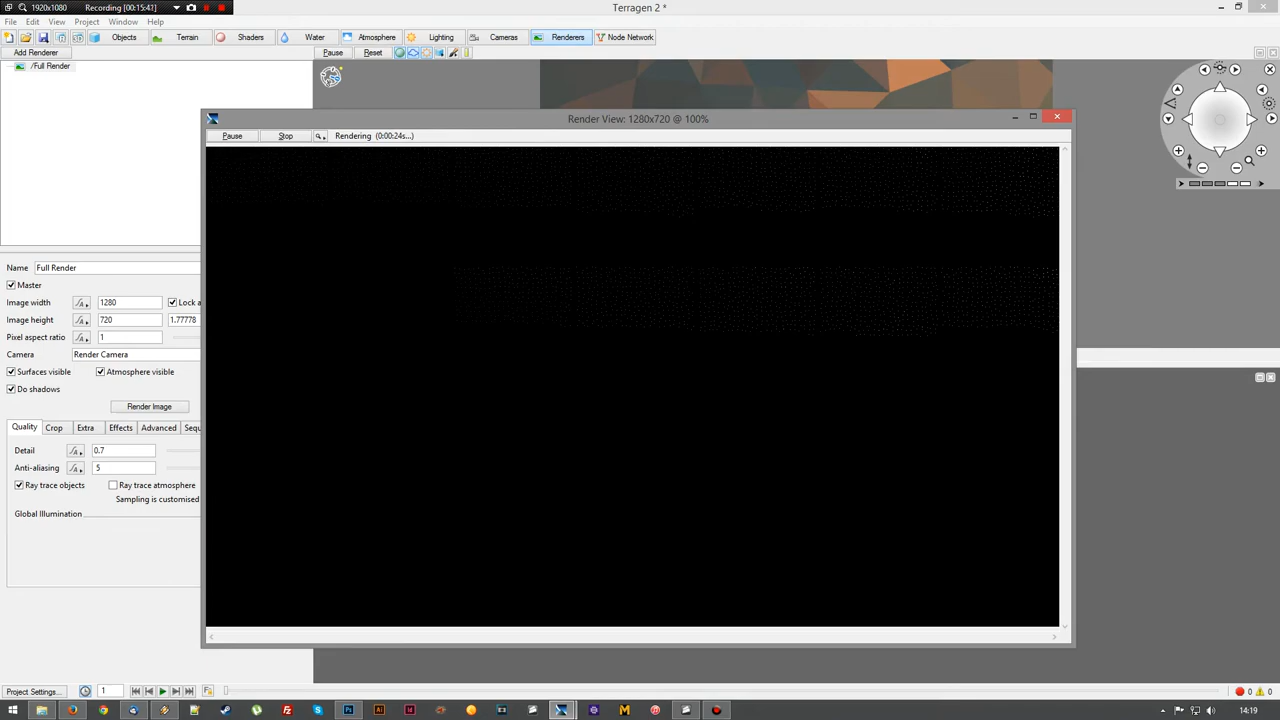 1920x1080 Recording [00:15:41]
Terragen 2 *
File Edit View Project Window Help
Objects Terrain Shaders Water Atmosphere Lighting Cameras Renderers Node Network
Add Renderer
Pause Reset
/Full Render
Render View: 1280x720 @ 100%
Pause Stop Rendering (0:00:24s...)
Name Full Render
Master
Image width 1280 Lock a
Image height 720 1.77778
Pixel aspect ratio 1
Camera Render Camera
Surfaces visible Atmosphere visible
Do shadows
Render Image
Quality Crop Extra Effects Advanced Sequ
Detail 0.7
Anti-aliasing 5
Ray trace objects Ray trace atmosphere
Sampling is customised
Global Illumination
Project Settings... 1
0 0
14:19